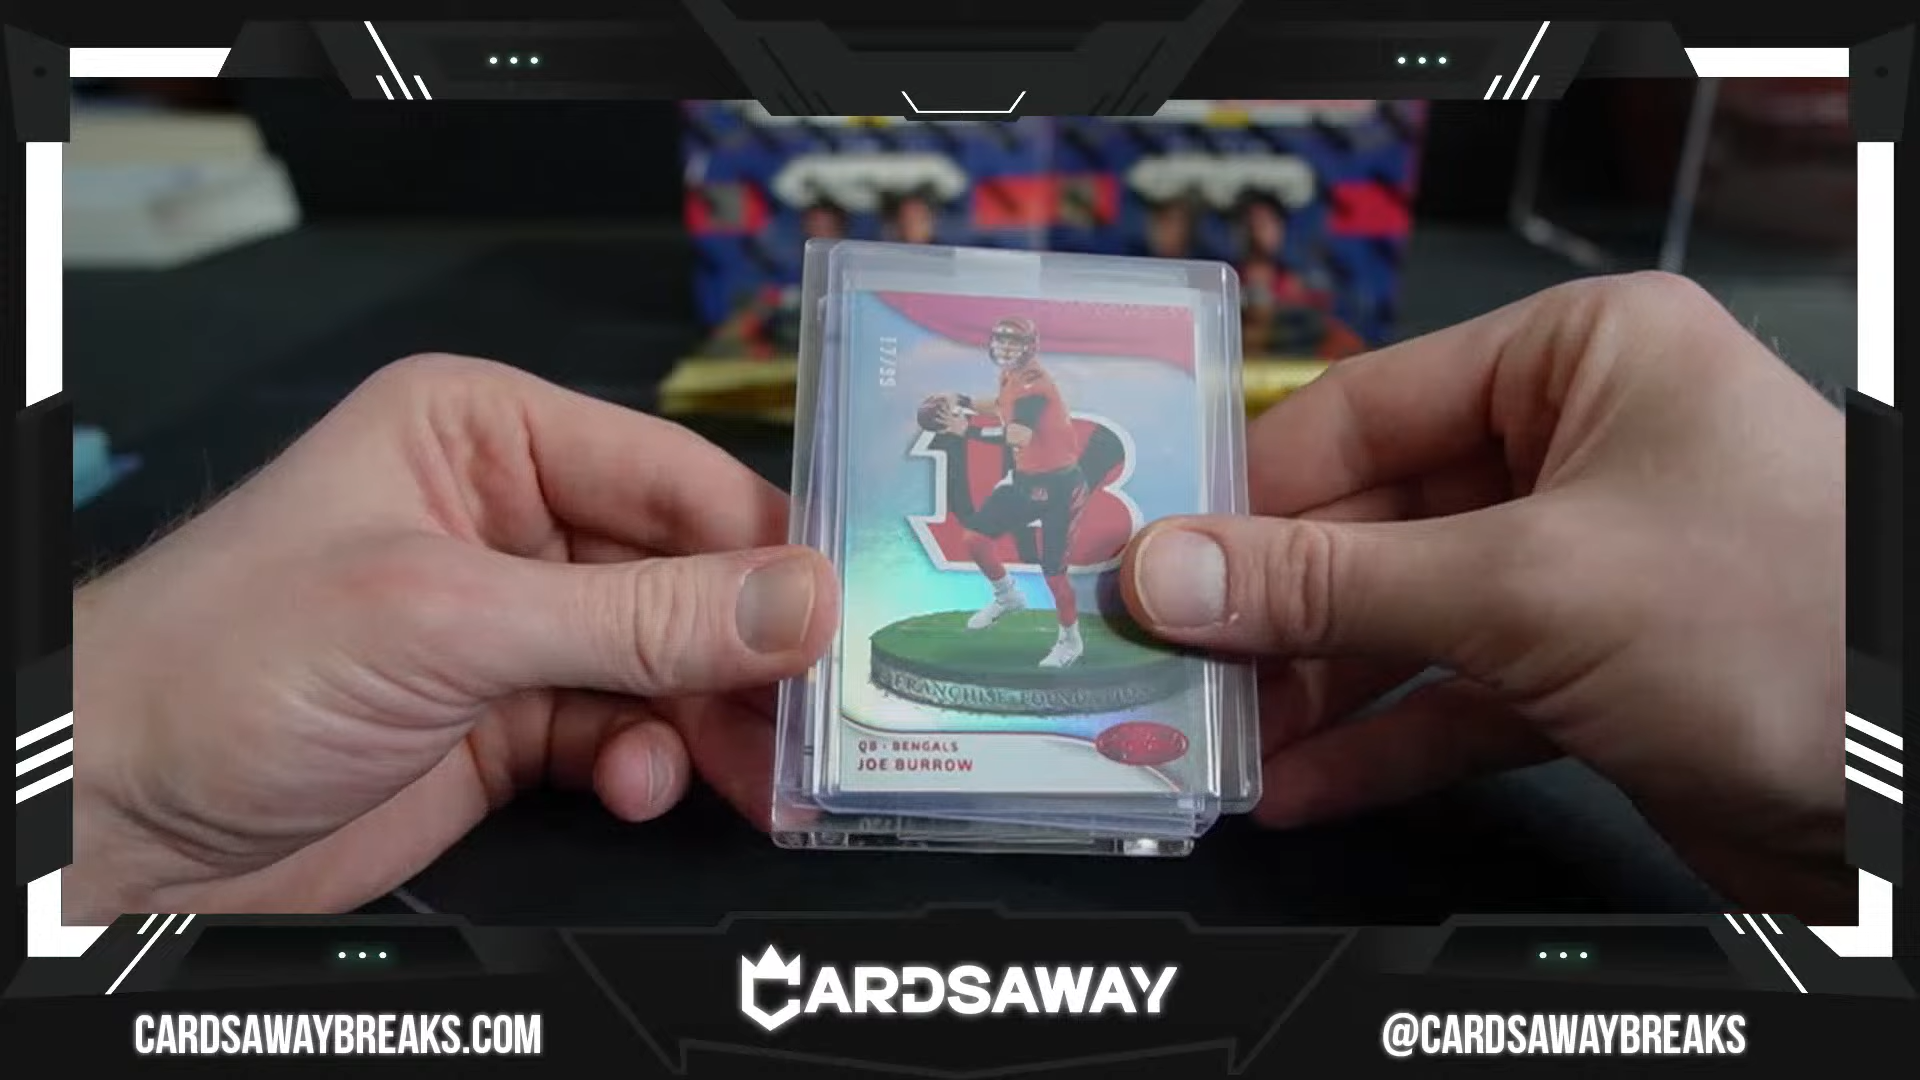 17/99
FRANCHISE FOUNDATIONS
QB · BENGALS
JOE BURROW
CARDSAWAY
CARDSAWAYBREAKS.COM
@CARDSAWAYBREAKS